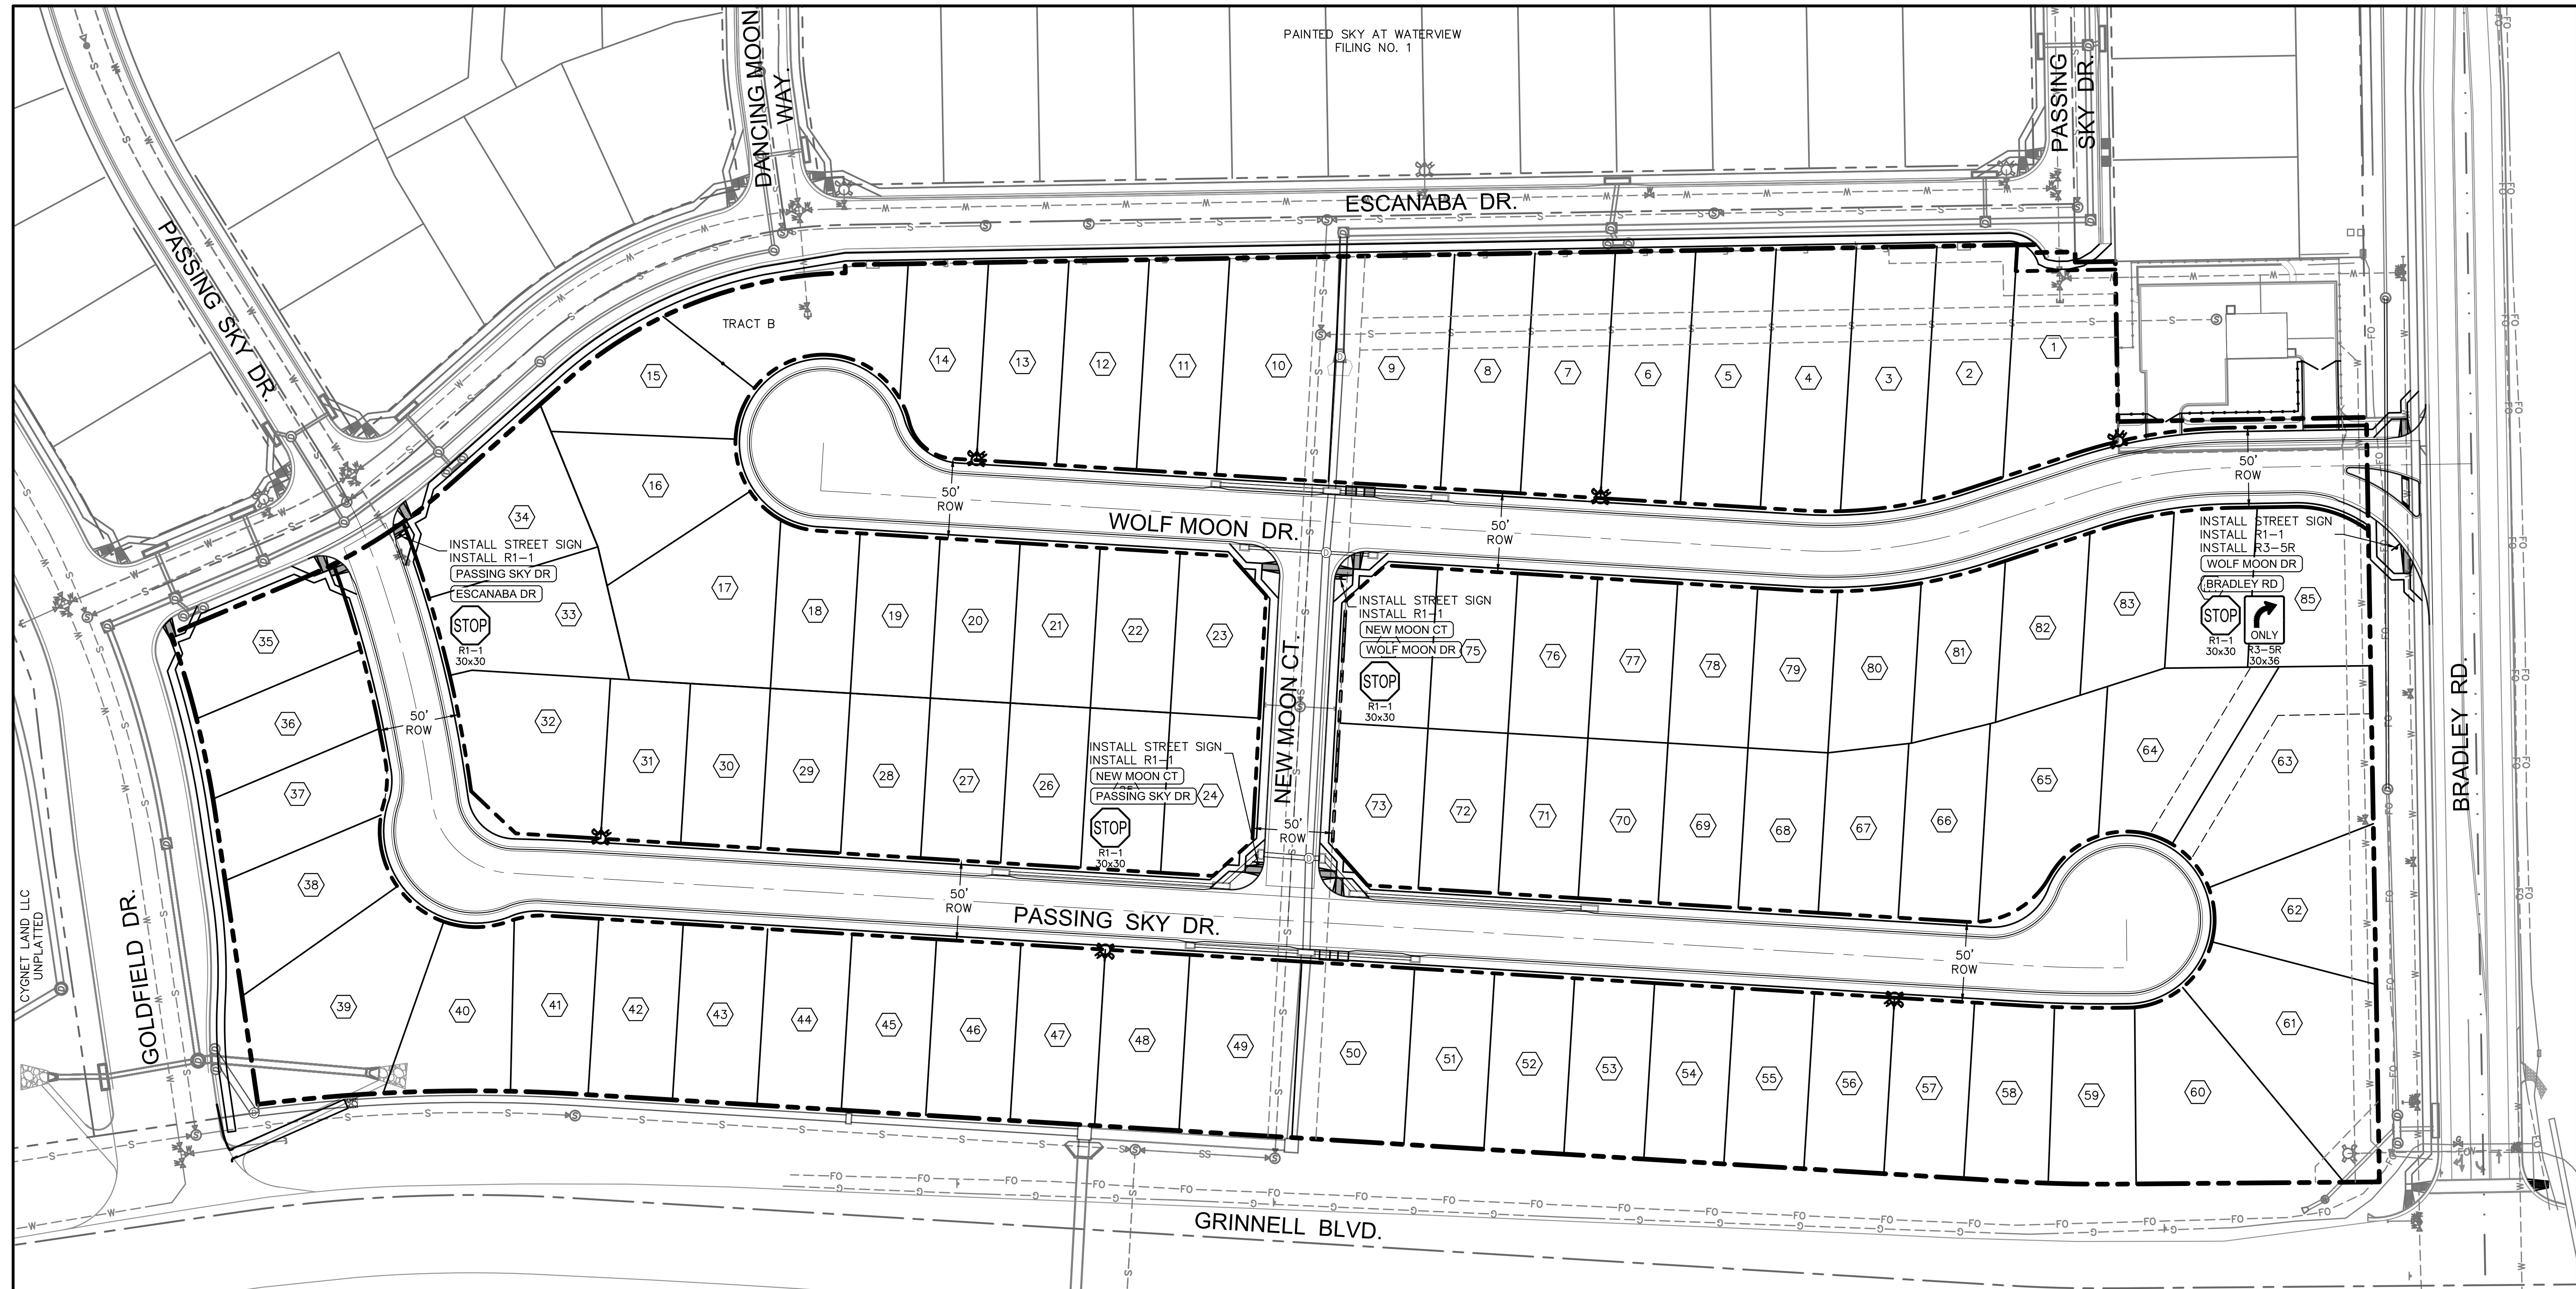 PAINTED SKY AT WATERVIEW
FILING NO. 1
DANCING MOON
WAY.
PASSING
SKY DR.
ESCANABA DR.
PASSING SKY DR.
TRACT B
1
2
3
4
5
6
7
8
9
10
11
12
13
14
15
16
17
18
19
20
21
22
23
24
26
27
28
29
30
31
32
33
34
35
36
37
38
39
40
41
42
43
44
45
46
47
48
49
50
51
52
53
54
55
56
57
58
59
60
61
62
63
64
65
66
67
68
69
70
71
72
73
75
76
77
78
79
80
81
82
83
85
WOLF MOON DR.
50'
ROW
50'
ROW
50'
ROW
50'
ROW
50'
ROW
50'
ROW
50'
ROW
INSTALL STREET SIGN
INSTALL R1-1
PASSING SKY DR
ESCANABA DR
STOP
R1-1
30x30
INSTALL STREET SIGN
INSTALL R1-1
NEW MOON CT
WOLF MOON DR
STOP
R1-1
30x30
INSTALL STREET SIGN
INSTALL R1-1
INSTALL R3-5R
WOLF MOON DR
BRADLEY RD
STOP
R1-1
30x30
ONLY
R3-5R
30x36
INSTALL STREET SIGN
INSTALL R1-1
NEW MOON CT
PASSING SKY DR
STOP
R1-1
30x30
NEW MOON CT.
PASSING SKY DR.
BRADLEY RD.
CYGNET LAND LLC
UNPLATTED
GOLDFIELD DR.
GRINNELL BLVD.